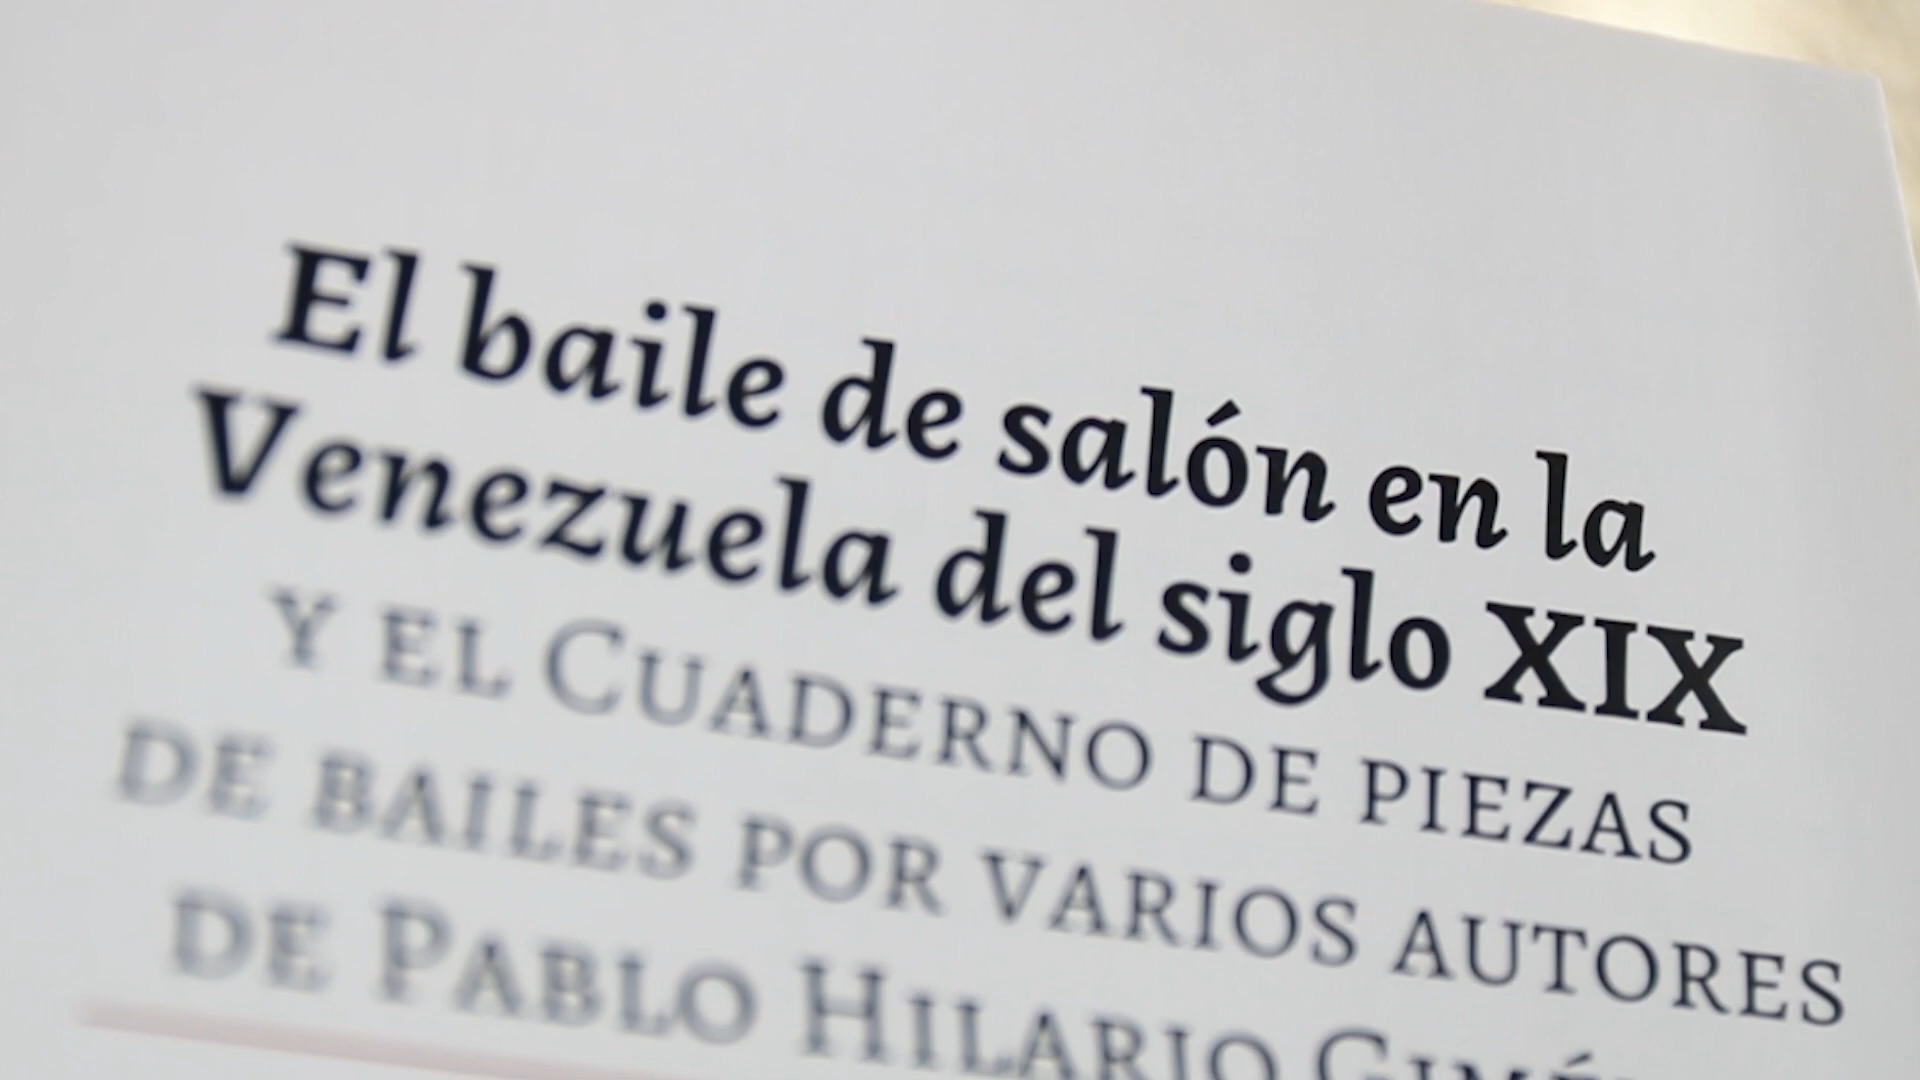 El baile de salón en la
Venezuela del siglo XIX
Y EL CUADERNO DE PIEZAS
DE BAILES POR VARIOS AUTORES
DE PABLO HILARIO